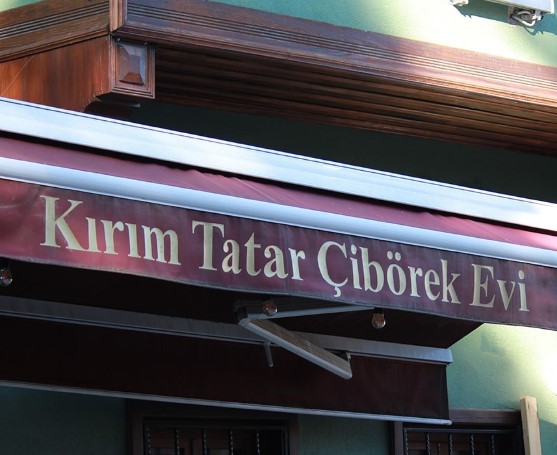 Kırım Tatar Çibörek Evi